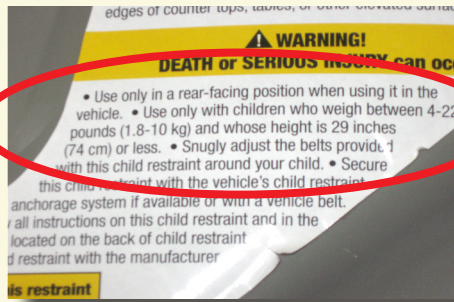 edges of counter tops, tables, or other elevated surfac
WARNING!
DEATH or SERIOUS INJURY can occ
• Use only in a rear-facing position when using it in the
vehicle. • Use only with children who weigh between 4-22
pounds (1.8-10 kg) and whose height is 29 inches
(74 cm) or less. • Snugly adjust the belts provided
with this child restraint around your child. • Secure
this child restraint with the vehicle's child restraint
anchorage system if available or with a vehicle belt.
all instructions on this child restraint and in the
located on the back of child restraint
restraint with the manufacturer
is restraint